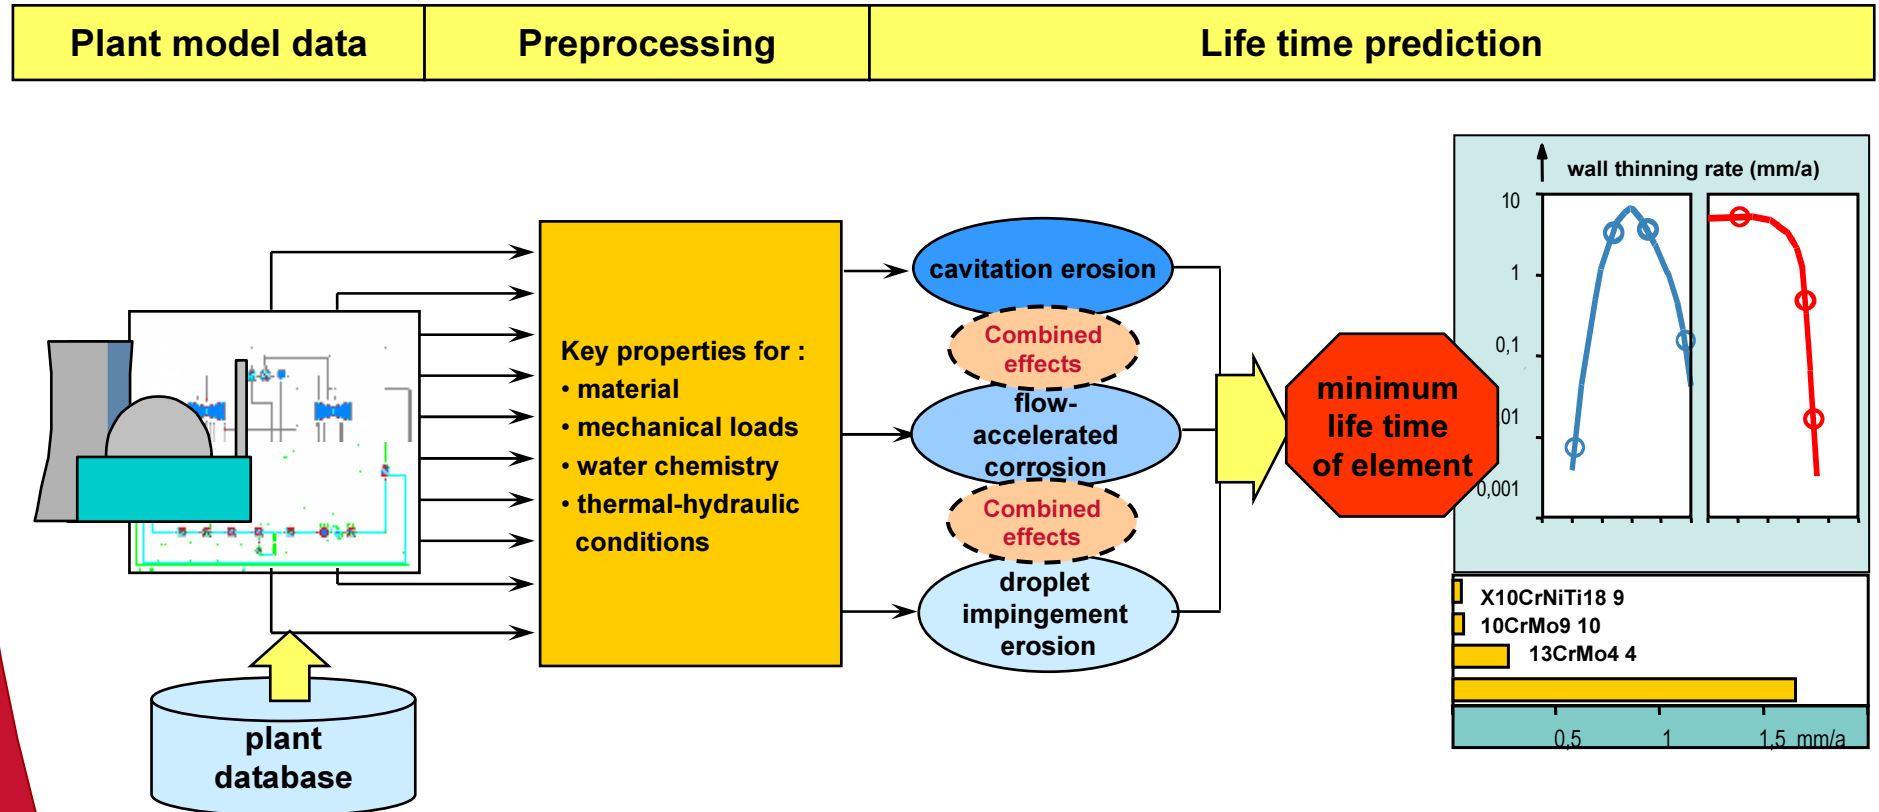 Plant model data
Preprocessing
Life time prediction
Key properties for :
• material
• mechanical loads
• water chemistry
• thermal-hydraulic
conditions
plant
database
cavitation erosion
Combined
effects
flow-
accelerated
corrosion
Combined
effects
droplet
impingement
erosion
minimum
life time
of element
wall thinning rate (mm/a)
10
1
0,1
01
0,001
X10CrNiTi18 9
10CrMo9 10
13CrMo4 4
0,5
1
1,5 mm/a